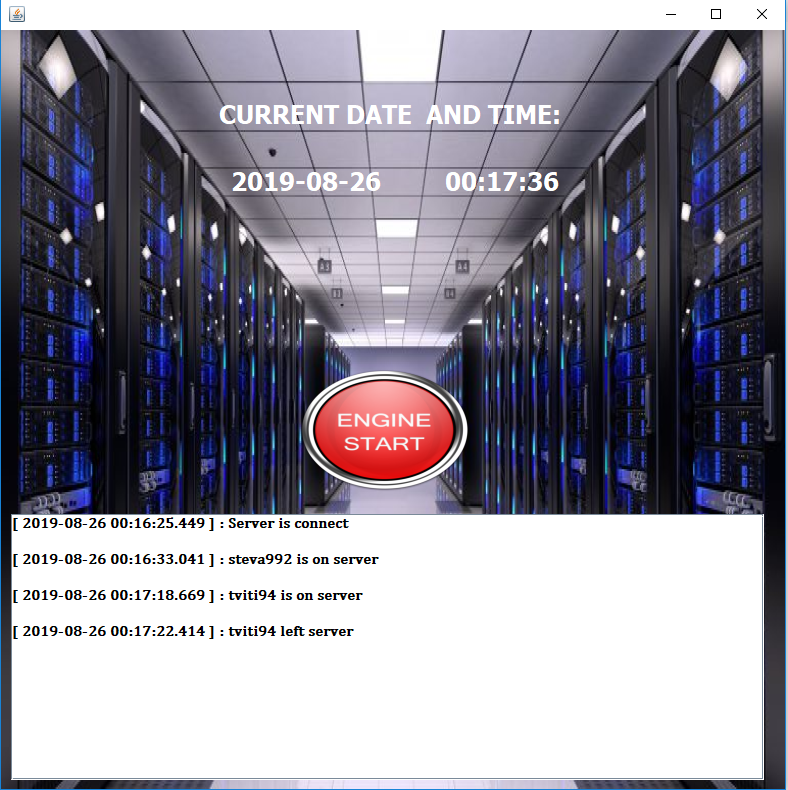 CURRENT DATE AND TIME:
2019-08-26 00:17:36
A3
A4
ENGINE
START
[ 2019-08-26 00:16:25.449 ] : Server is connect
[ 2019-08-26 00:16:33.041 ] : steva992 is on server
[ 2019-08-26 00:17:18.669 ] : tviti94 is on server
[ 2019-08-26 00:17:22.414 ] : tviti94 left server